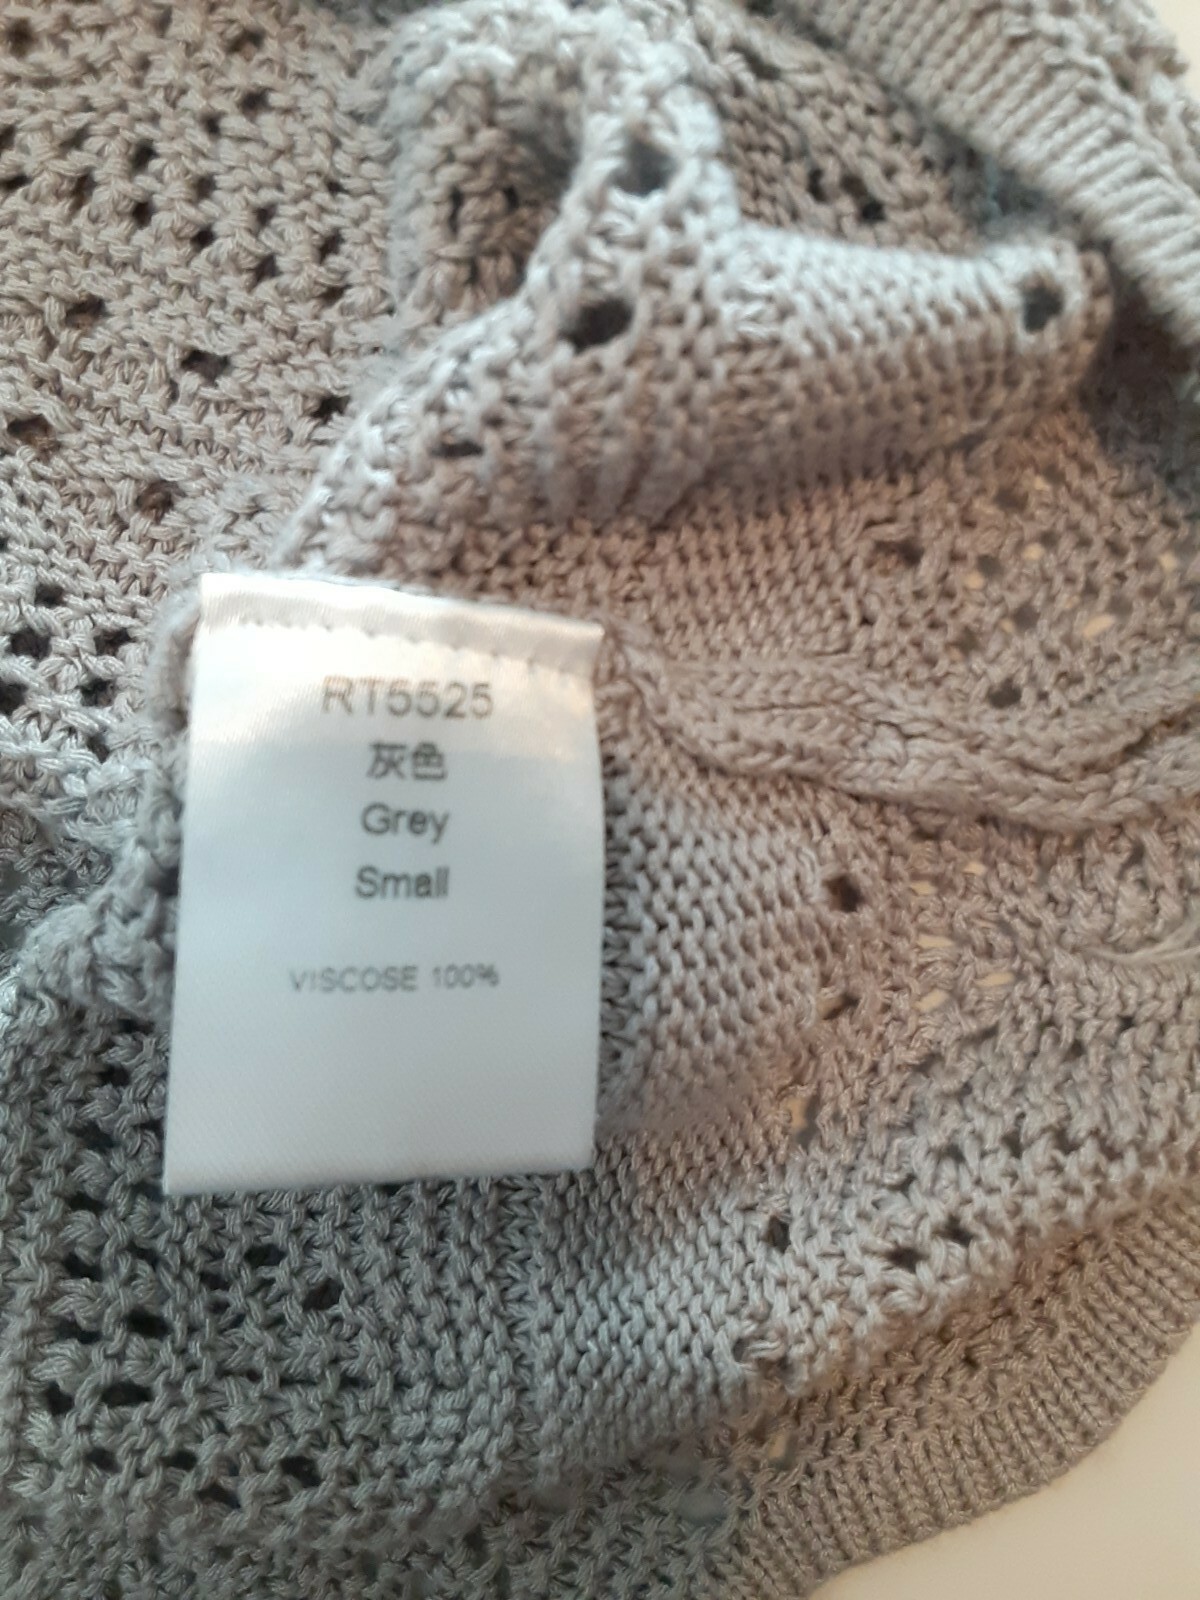 RT5525
灰色
Grey
Small
VISCOSE 100%